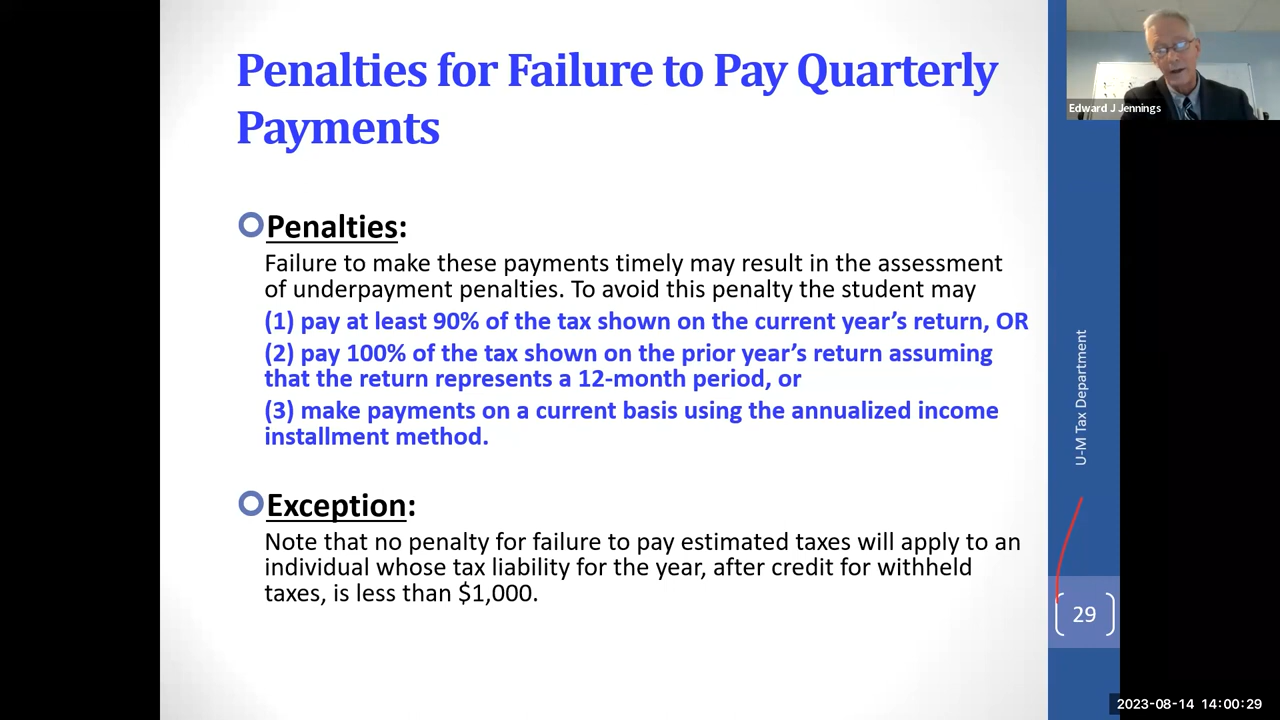 Penalties for Failure to Pay Quarterly
Payments
Edward J Jennings
Penalties:
Failure to make these payments timely may result in the assessment
of underpayment penalties. To avoid this penalty the student may
(1) pay at least 90% of the tax shown on the current year’s return, OR
(2) pay 100% of the tax shown on the prior year’s return assuming
that the return represents a 12-month period, or
(3) make payments on a current basis using the annualized income
installment method.
Exception:
Note that no penalty for failure to pay estimated taxes will apply to an
individual whose tax liability for the year, after credit for withheld
taxes, is less than $1,000.
U-M Tax Department
29
2023-08-14 14:00:29